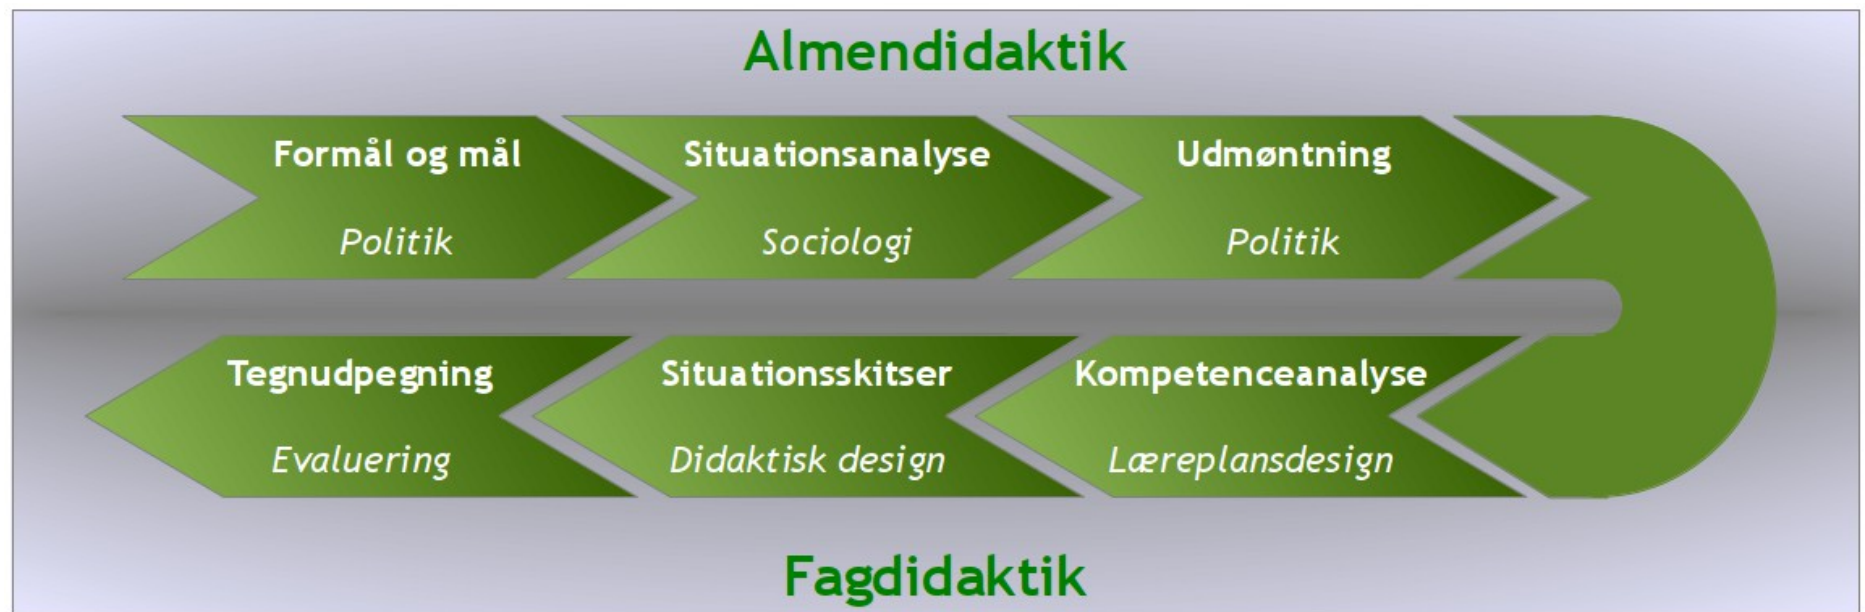 Almendidaktik
Formål og mål
Politik
Situationsanalyse
Sociologi
Udmøntning
Politik
Kompetenceanalyse
Læreplansdesign
Situationsskitser
Didaktisk design
Tegnudpegning
Evaluering
Fagdidaktik